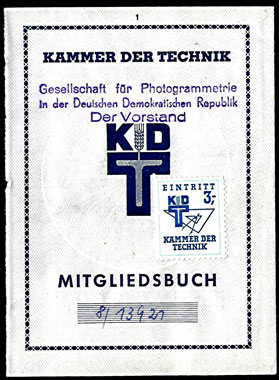 1
KAMMER DER TECHNIK
Gesellschaft für Photogrammetrie
in der Deutschen Demokratischen Republik
Der Vorstand
KDT
EINTRITT
KDT 3,-
KAMMER DER
TECHNIK
MITGLIEDSBUCH
8/13921